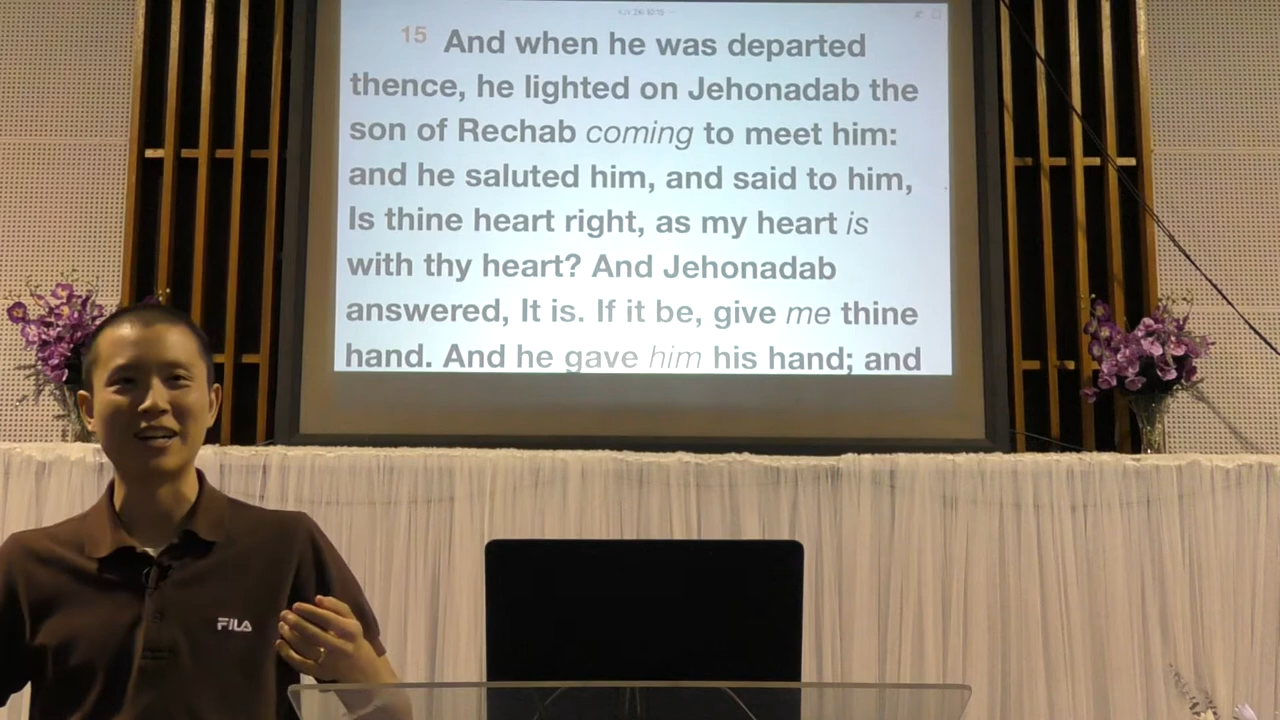 15 And when he was departed
thence, he lighted on Jehonadab the
son of Rechab coming to meet him:
and he saluted him, and said to him,
Is thine heart right, as my heart is
with thy heart? And Jehonadab
answered, It is. If it be, give me thine
hand. And he gave him his hand; and
FILA